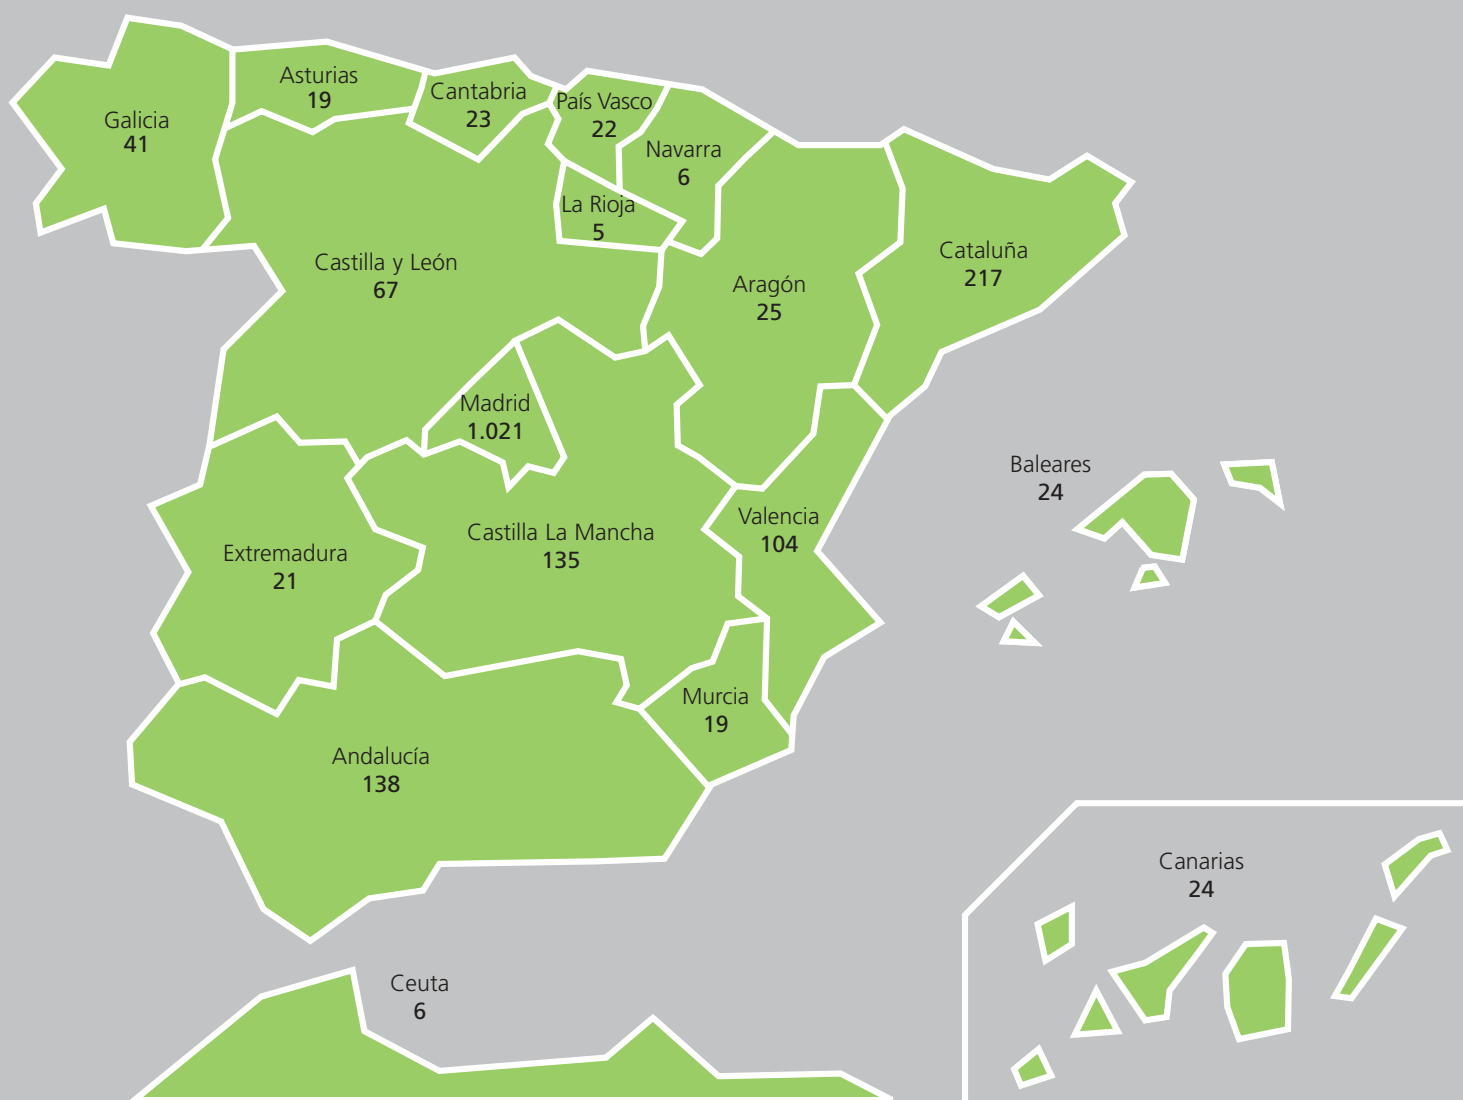 Asturias
19
Cantabria
23
País Vasco
22
Galicia
41
Navarra
6
La Rioja
5
Cataluña
217
Castilla y León
67
Aragón
25
Madrid
1.021
Baleares
24
Valencia
104
Castilla La Mancha
135
Extremadura
21
Murcia
19
Andalucía
138
Canarias
24
Ceuta
6